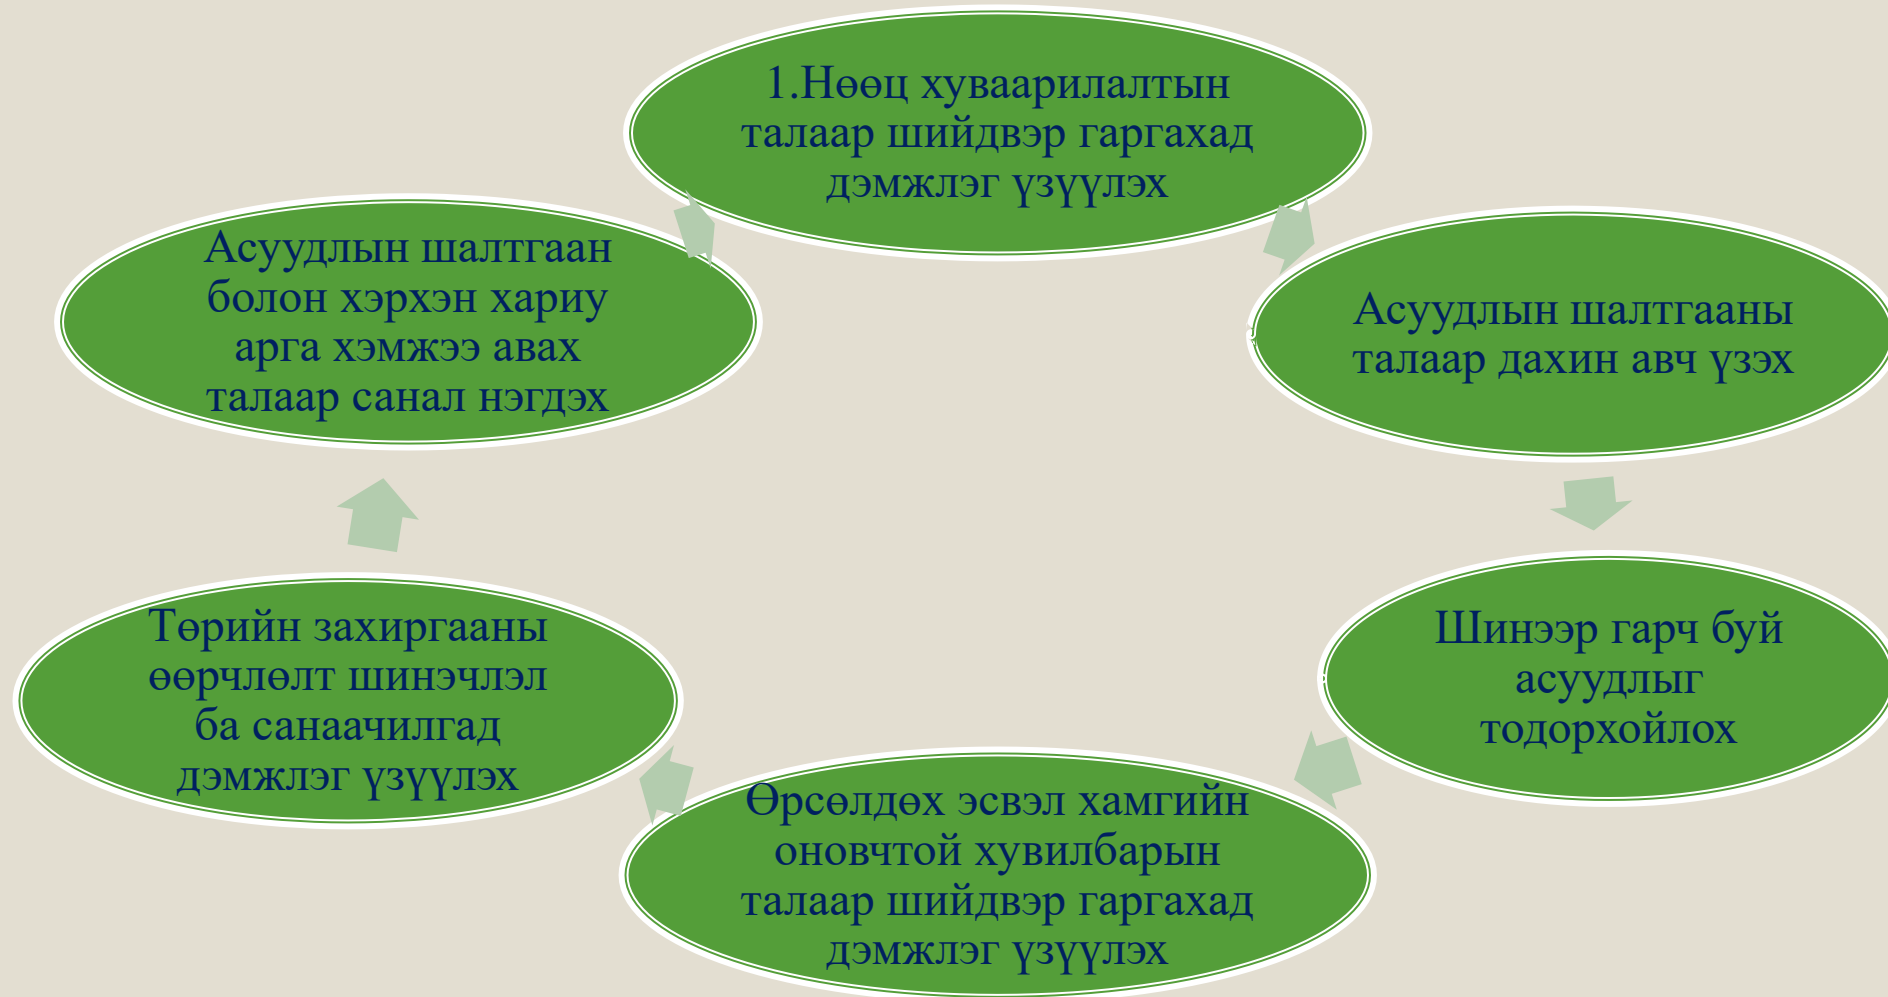 1.Нөөц хуваарилалтын
талаар шийдвэр гаргахад
дэмжлэг үзүүлэх
Асуудлын шалтгааны
талаар дахин авч үзэх
Шинээр гарч буй
асуудлыг
тодорхойлох
Өрсөлдөх эсвэл хамгийн
оновчтой хувилбарын
талаар шийдвэр гаргахад
дэмжлэг үзүүлэх
Төрийн захиргааны
өөрчлөлт шинэчлэл
ба санаачилгад
дэмжлэг үзүүлэх
Асуудлын шалтгаан
болон хэрхэн хариу
арга хэмжээ авах
талаар санал нэгдэх